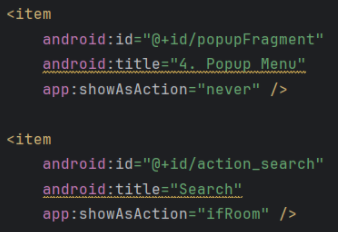 <item
android:id="@+id/popupFragment"
android:title="4. Popup Menu"
app:showAsAction="never" />
<item
android:id="@+id/action_search"
android:title="Search"
app:showAsAction="ifRoom" />